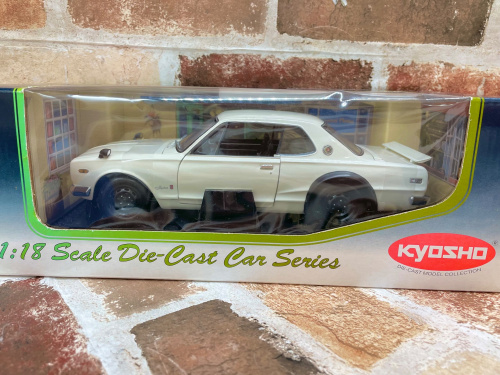 1:18 Scale Die-Cast Car Series
KYOSHO
DIE-CAST MODEL COLLECTION